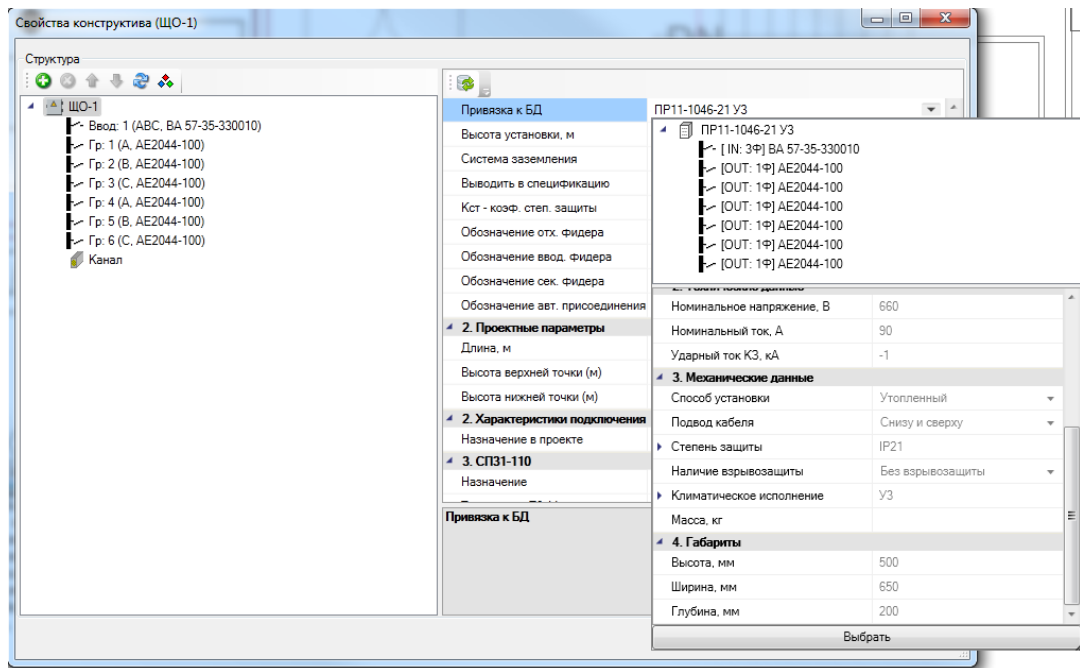 Свойства конструктива (ЩО-1)
Структура
ЩО-1
Ввод: 1 (ABC, ВА 57-35-330010)
Гр: 1 (A, АЕ2044-100)
Гр: 2 (B, АЕ2044-100)
Гр: 3 (C, АЕ2044-100)
Гр: 4 (A, АЕ2044-100)
Гр: 5 (B, АЕ2044-100)
Гр: 6 (C, АЕ2044-100)
Канал
Привязка к БД
ПР11-1046-21 У3
Высота установки, м
Система заземления
Выводить в спецификацию
Кст - коэф. степ. защиты
Обозначение отх. фидера
Обозначение ввод. фидера
Обозначение сек. фидера
Обозначение авт. присоединения
2. Проектные параметры
Длина, м
Высота верхней точки (м)
Высота нижней точки (м)
2. Характеристики подключения
Назначение в проекте
3. СП31-110
Назначение
Привязка к БД
ПР11-1046-21 У3
[ IN: 3Ф] ВА 57-35-330010
[OUT: 1Ф] АЕ2044-100
[OUT: 1Ф] АЕ2044-100
[OUT: 1Ф] АЕ2044-100
[OUT: 1Ф] АЕ2044-100
[OUT: 1Ф] АЕ2044-100
[OUT: 1Ф] АЕ2044-100
Номинальное напряжение, В 660
Номинальный ток, А 90
Ударный ток КЗ, кА -1
3. Механические данные
Способ установки Утопленный
Подвод кабеля Снизу и сверху
Степень защиты IP21
Наличие взрывозащиты Без взрывозащиты
Климатическое исполнение У3
Масса, кг
4. Габариты
Высота, мм 500
Ширина, мм 650
Глубина, мм 200
Выбрать